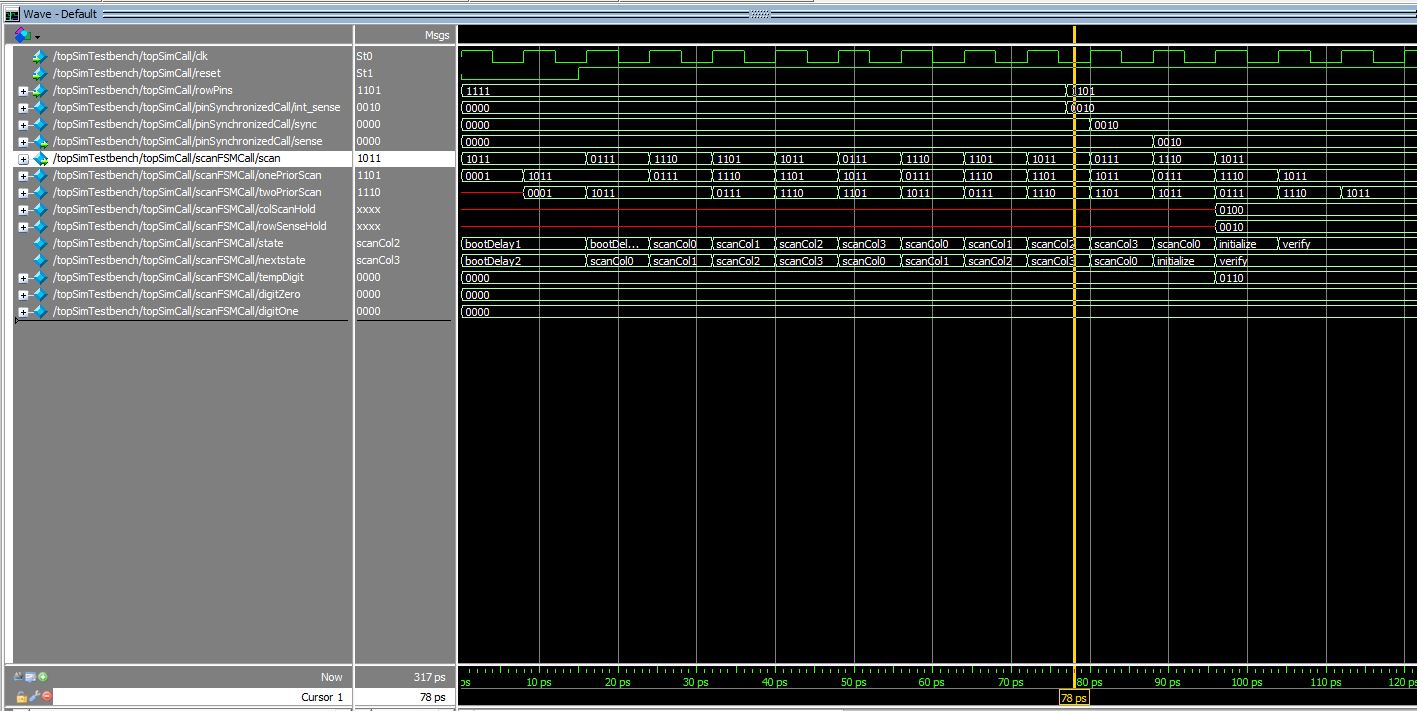 Wave - Default
Msgs
/topSimTestbench/topSimCall/clk St0
/topSimTestbench/topSimCall/reset St1
/topSimTestbench/topSimCall/rowPins 1101 1111 1101
/topSimTestbench/topSimCall/pinSynchronizedCall/int_sense 0010 0000 0010
/topSimTestbench/topSimCall/pinSynchronizedCall/sync 0000 0000 0010
/topSimTestbench/topSimCall/pinSynchronizedCall/sense 0000 0000 0010
/topSimTestbench/topSimCall/scanFSMCall/scan 1011 1011 0111 1110 1101 1011 0111 1110 1101 1011 0111 1110 1011
/topSimTestbench/topSimCall/scanFSMCall/onePriorScan 1101 0001 1011 0111 1110 1101 1011 0111 1110 1101 1011 0111 1110 1011
/topSimTestbench/topSimCall/scanFSMCall/twoPriorScan 1110 0001 1011 0111 1110 1101 1011 0111 1110 1101 1011 0111 1110 1011
/topSimTestbench/topSimCall/scanFSMCall/colScanHold xxxx 0100
/topSimTestbench/topSimCall/scanFSMCall/rowSenseHold xxxx 0010
/topSimTestbench/topSimCall/scanFSMCall/state scanCol2 bootDelay1 bootDel... scanCol0 scanCol1 scanCol2 scanCol3 scanCol0 scanCol1 scanCol2 scanCol3 scanCol0 initialize verify
/topSimTestbench/topSimCall/scanFSMCall/nextstate scanCol3 bootDelay2 scanCol0 scanCol1 scanCol2 scanCol3 scanCol0 scanCol1 scanCol2 scanCol3 scanCol0 initialize verify
/topSimTestbench/topSimCall/scanFSMCall/tempDigit 0000 0000 0110
/topSimTestbench/topSimCall/scanFSMCall/digitZero 0000 0000
/topSimTestbench/topSimCall/scanFSMCall/digitOne 0000 0000
Now 317 ps ps 10 ps 20 ps 30 ps 40 ps 50 ps 60 ps 70 ps 80 ps 90 ps 100 ps 110 ps 120 ps
Cursor 1 78 ps 78 ps